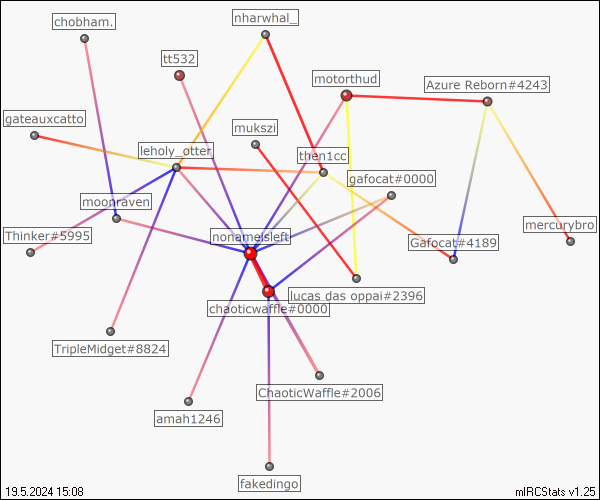 chobham.
nharwhal_
tt532
motorthud
Azure Reborn#4243
gateauxcatto
mukszi
leholy_otter
then1cc
gafocat#0000
moonraven
Thinker#5995
nonameisleft
Gafocat#4189
mercurybro
chaoticwaffle#0000
lucas das oppai#2396
TripleMidget#8824
ChaoticWaffle#2006
amah1246
fakedingo
19.5.2024 15:08
mIRCStats v1.25